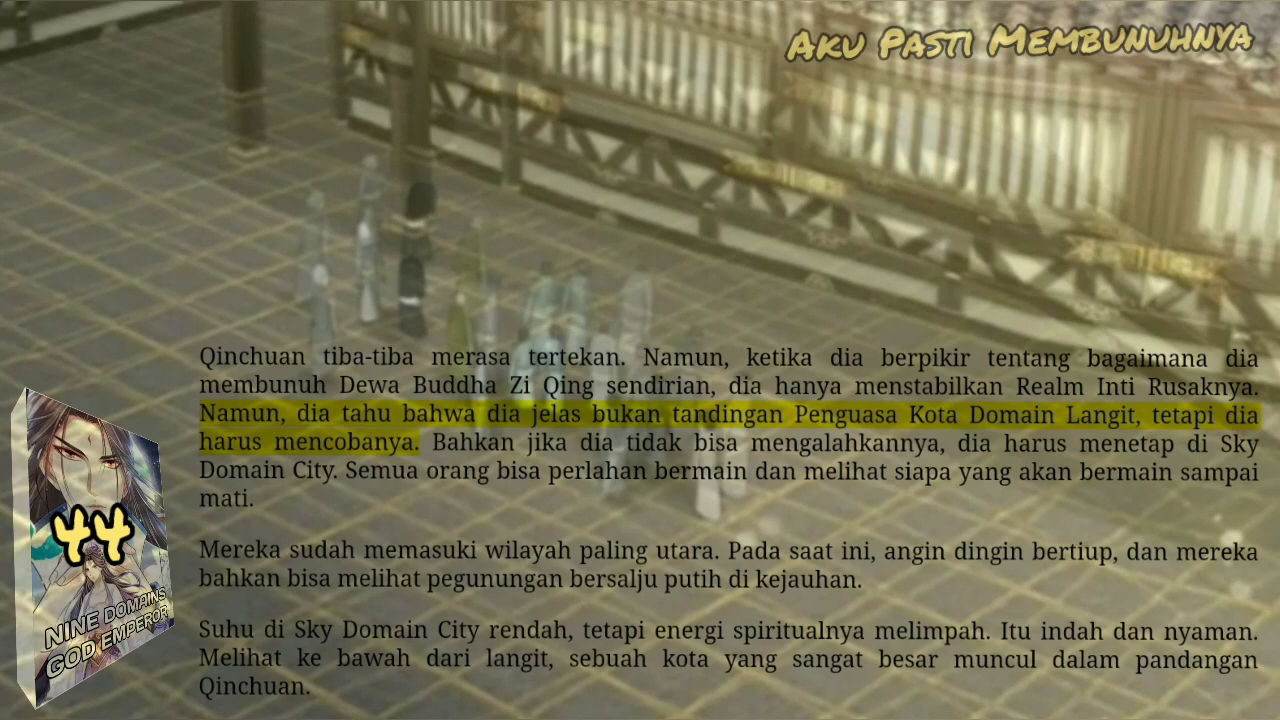 Aku Pasti Membunuhnya
Qinchuan tiba-tiba merasa tertekan. Namun, ketika dia berpikir tentang bagaimana dia
membunuh Dewa Buddha Zi Qing sendirian, dia hanya menstabilkan Realm Inti Rusaknya.
Namun, dia tahu bahwa dia jelas bukan tandingan Penguasa Kota Domain Langit, tetapi dia
harus mencobanya. Bahkan jika dia tidak bisa mengalahkannya, dia harus menetap di Sky
Domain City. Semua orang bisa perlahan bermain dan melihat siapa yang akan bermain sampai
mati.
Mereka sudah memasuki wilayah paling utara. Pada saat ini, angin dingin bertiup, dan mereka
bahkan bisa melihat pegunungan bersalju putih di kejauhan.
Suhu di Sky Domain City rendah, tetapi energi spiritualnya melimpah. Itu indah dan nyaman.
Melihat ke bawah dari langit, sebuah kota yang sangat besar muncul dalam pandangan
Qinchuan.
44
NINE DOMAINS
GOD EMPEROR